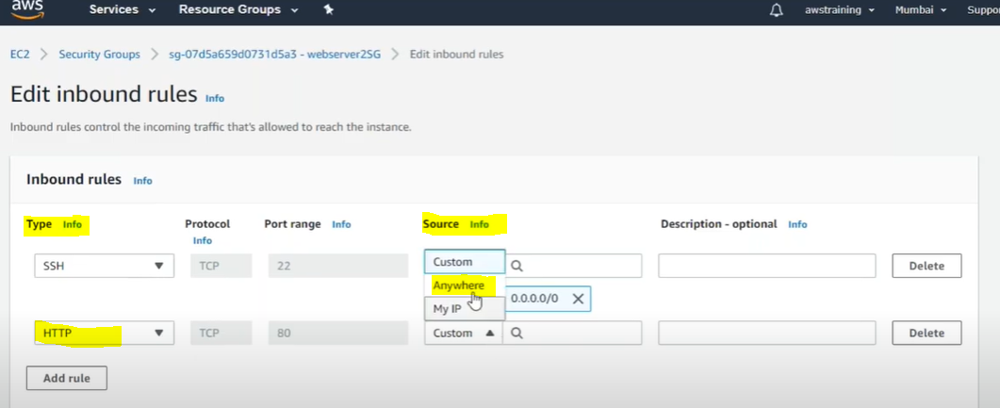 aws Services Resource Groups awstraining Mumbai Suppo
EC2 > Security Groups > sg-07d5a659d0731d5a3 - webserver2SG > Edit inbound rules
Edit inbound rules Info
Inbound rules control the incoming traffic that's allowed to reach the instance.
Inbound rules Info
Type Info Protocol Info Port range Info Source Info Description - optional Info
SSH TCP 22 Custom Delete
Anywhere
My IP 0.0.0.0/0
HTTP TCP 80 Custom Delete
Add rule